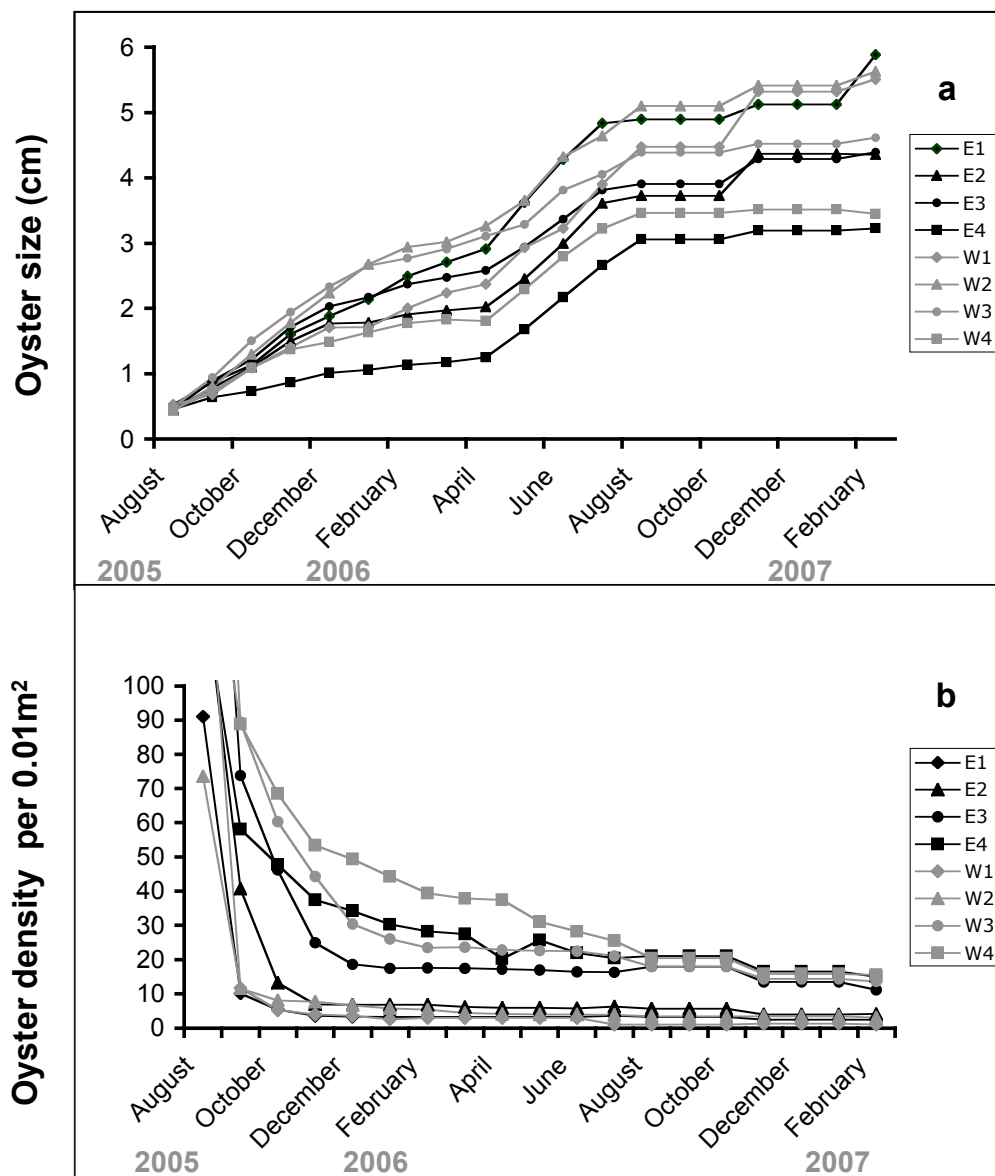 a
Oyster size (cm)
6
5
4
3
2
1
0
E1
E2
E3
E4
W1
W2
W3
W4
August
October
December
February
April
June
August
October
December
February
2005
2006
2007
b
Oyster density per 0.01m²
100
90
80
70
60
50
40
30
20
10
0
E1
E2
E3
E4
W1
W2
W3
W4
August
October
December
February
April
June
August
October
December
February
2005
2006
2007